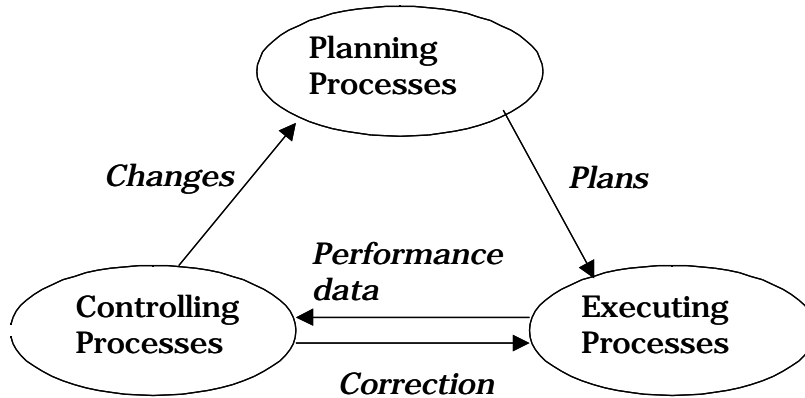 Planning
Processes
Changes
Plans
Performance
data
Controlling
Processes
Executing
Processes
Correction